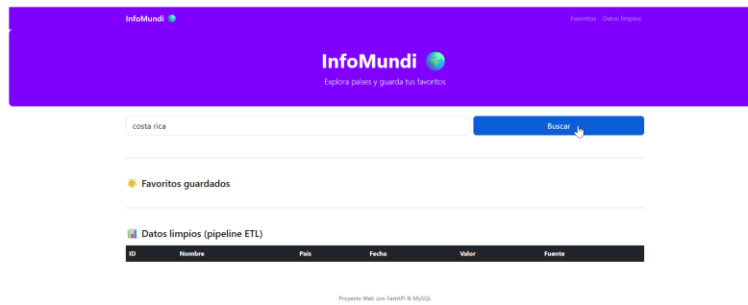 InfoMundi
Favoritos Datos limpios
InfoMundi
Explora países y guarda tus favoritos
costa rica
Buscar
Favoritos guardados
Datos limpios (pipeline ETL)
ID Nombre País Fecha Valor Fuente
Proyecto Web con FastAPI & MySQL